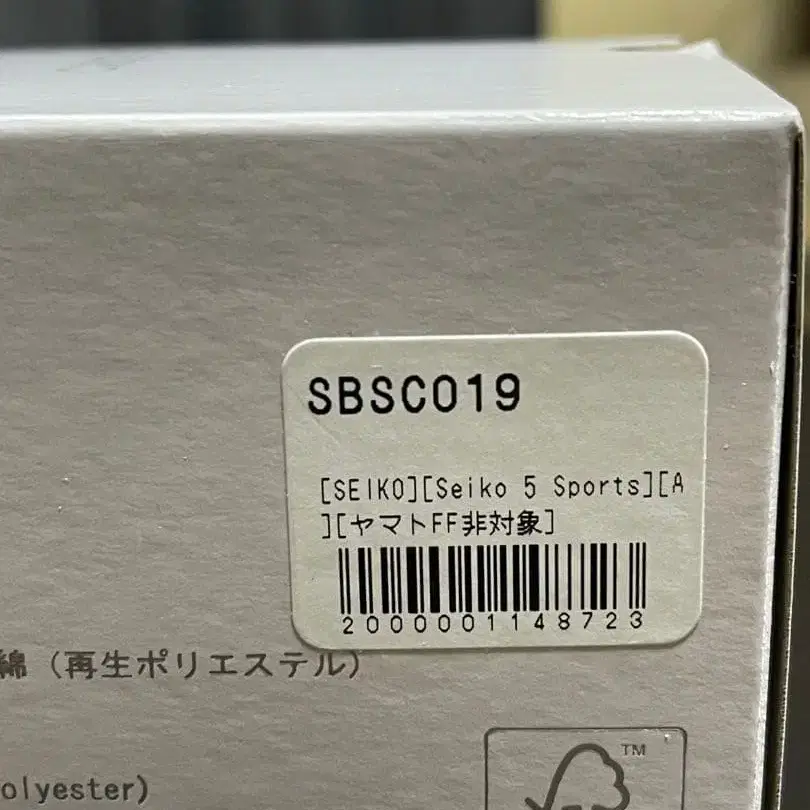 SBSC019
[SEIKO][Seiko 5 Sports][A
][ヤマトFF非対象]
2000001148723
綿（再生ポリエステル）
olyester)
TM